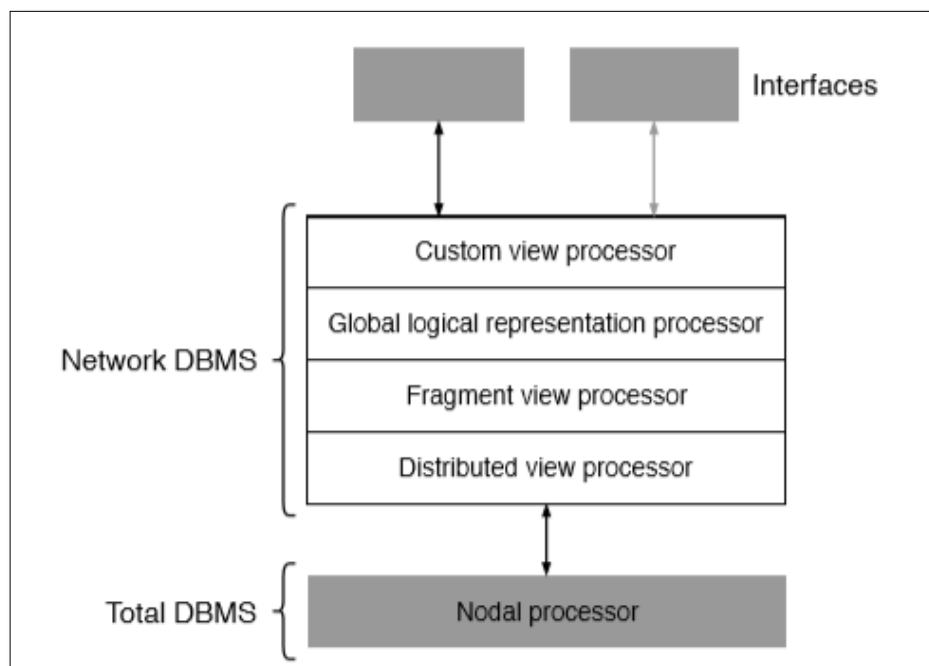 Interfaces
Custom view processor
Global logical representation processor
Network DBMS
Fragment view processor
Distributed view processor
Total DBMS
Nodal processor